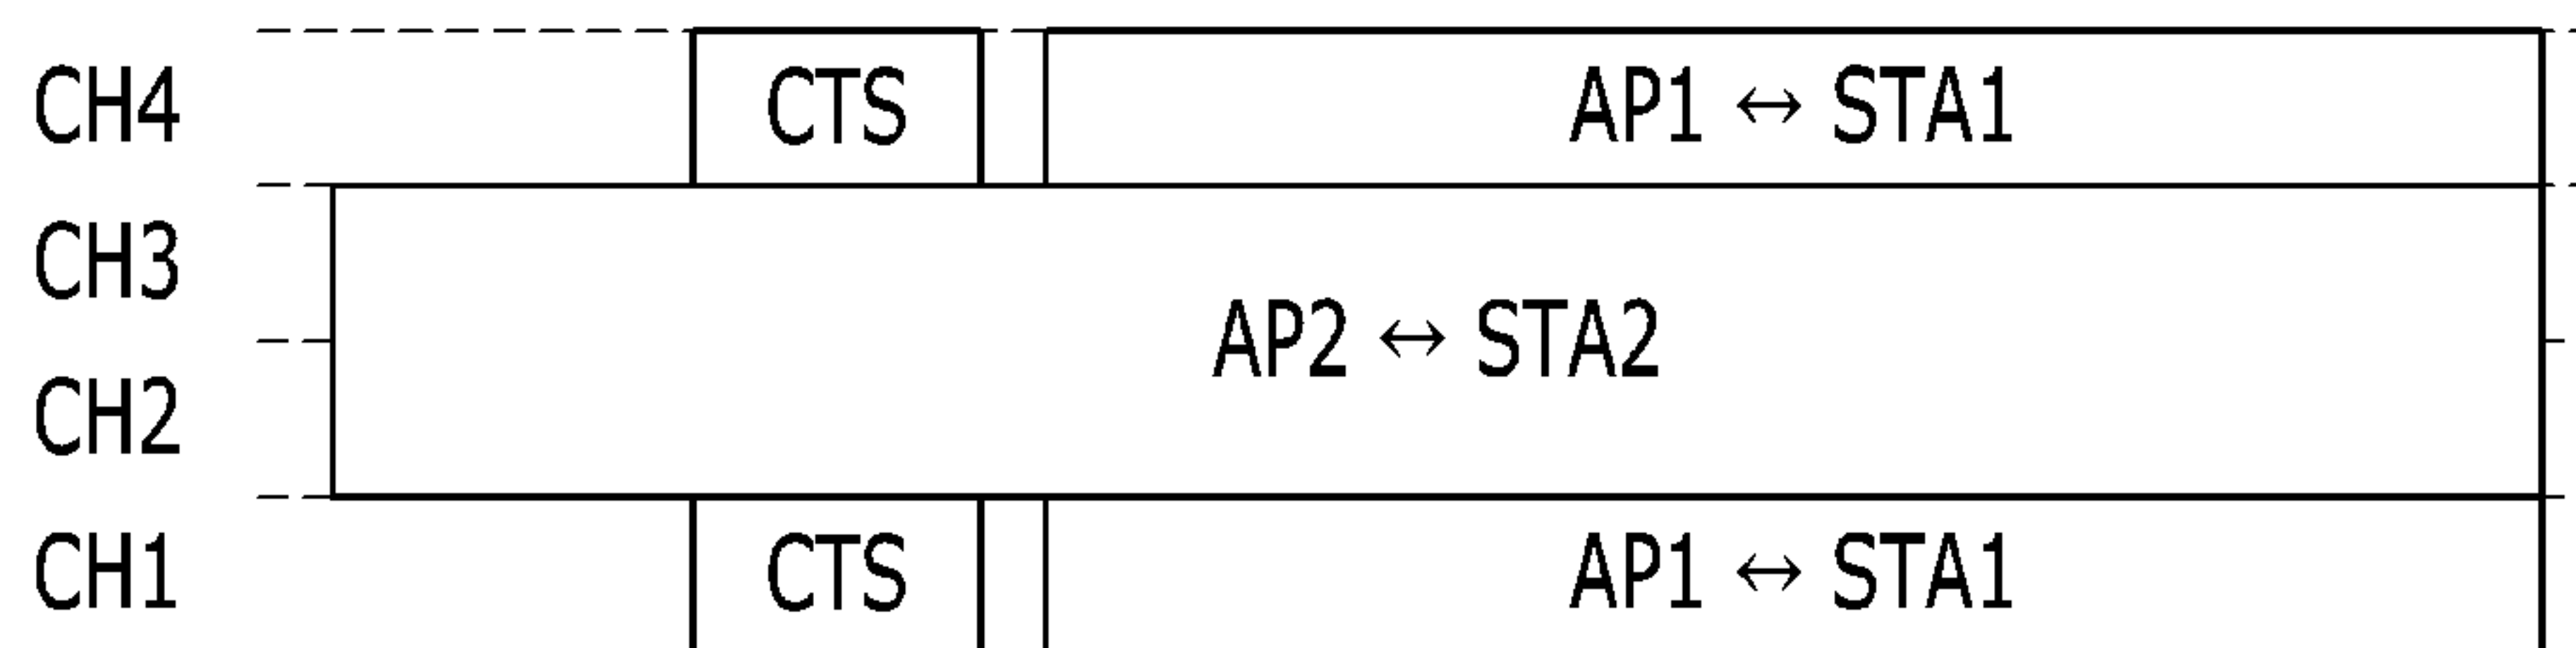 CH4 CTS AP1 ↔ STA1
CH3
AP2 ↔ STA2
CH2
CH1 CTS AP1 ↔ STA1